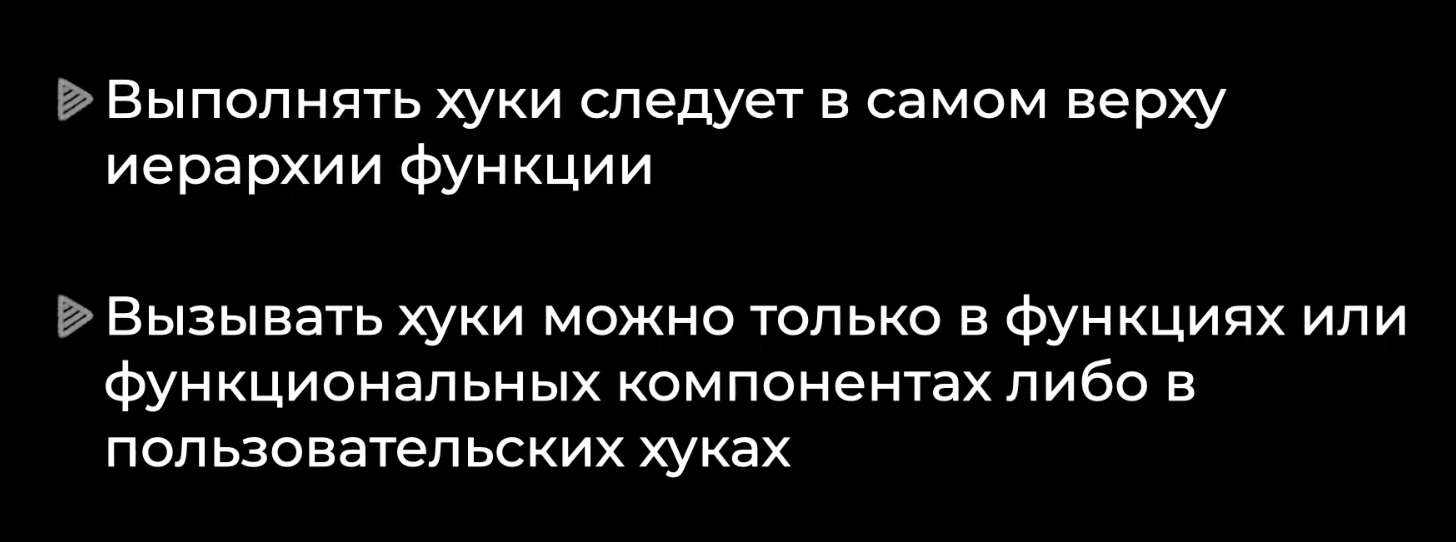 Выполнять хуки следует в самом верху
иерархии функции
Вызывать хуки можно только в функциях или
функциональных компонентах либо в
пользовательских хуках